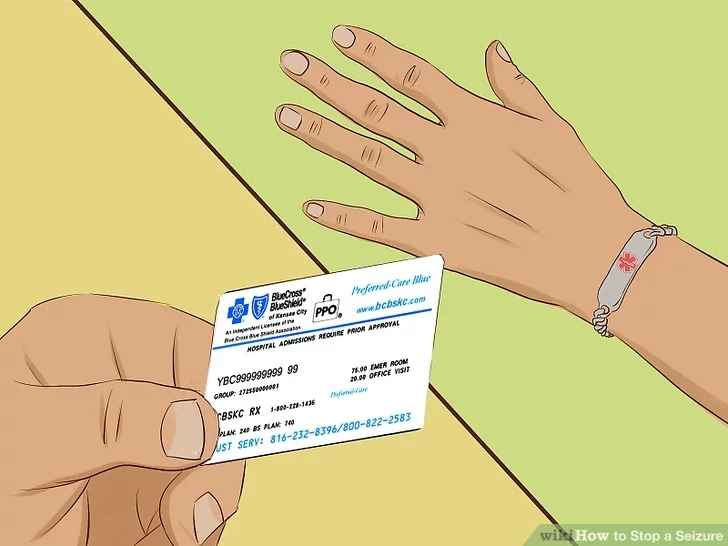 BlueCross®
BlueShield®
of Kansas City
An Independent Licensee of the
Blue Cross Blue Shield Association
PPO®
Preferred-Care Blue
www.bcbskc.com
HOSPITAL ADMISSIONS REQUIRE PRIOR APPROVAL
YBC999999999 99
GROUP: 272550000001
75.00 EMER ROOM
20.00 OFFICE VISIT
Preferred-Care
CBSKC RX 1-800-228-1436
PLAN: 240 BS PLAN: 740
UST SERV: 816-232-8396/800-822-2583
wikiHow to Stop a Seizure